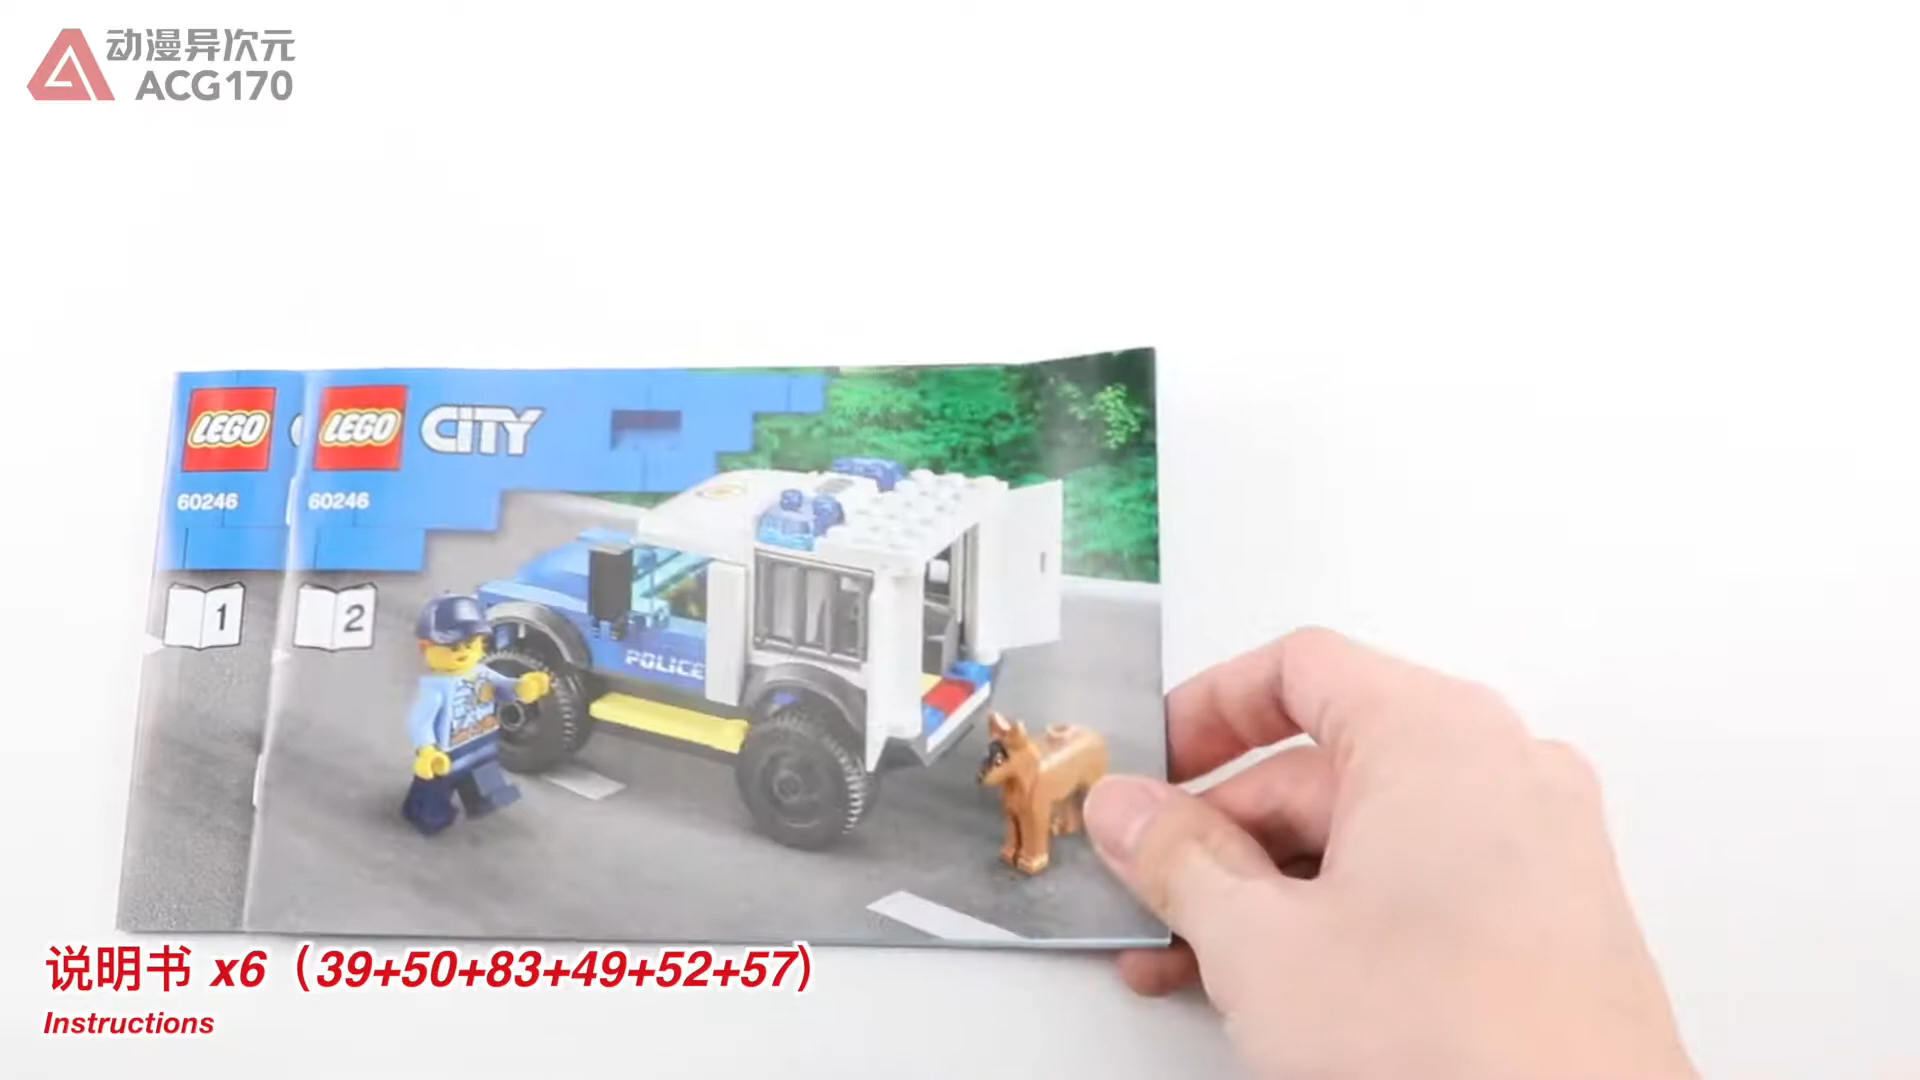 动漫异次元
ACG170
LEGO
LEGO
CITY
60246
60246
1
2
POLICE
说明书 x6（39+50+83+49+52+57）
Instructions